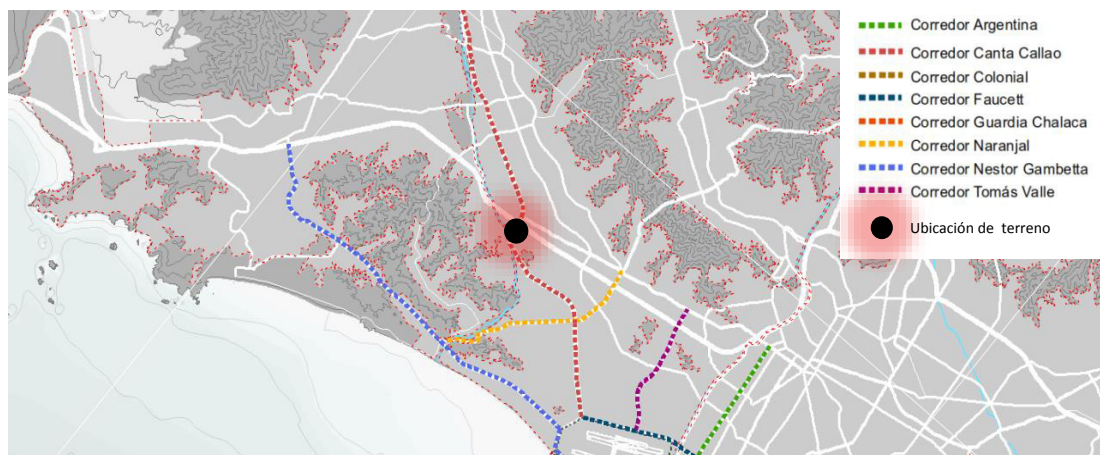 Corredor Argentina
Corredor Canta Callao
Corredor Colonial
Corredor Faucett
Corredor Guardia Chalaca
Corredor Naranjal
Corredor Nestor Gambetta
Corredor Tomás Valle
Ubicación de terreno